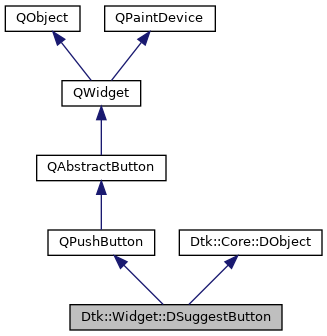 QObject
QPaintDevice
QWidget
QAbstractButton
QPushButton
Dtk::Core::DObject
Dtk::Widget::DSuggestButton